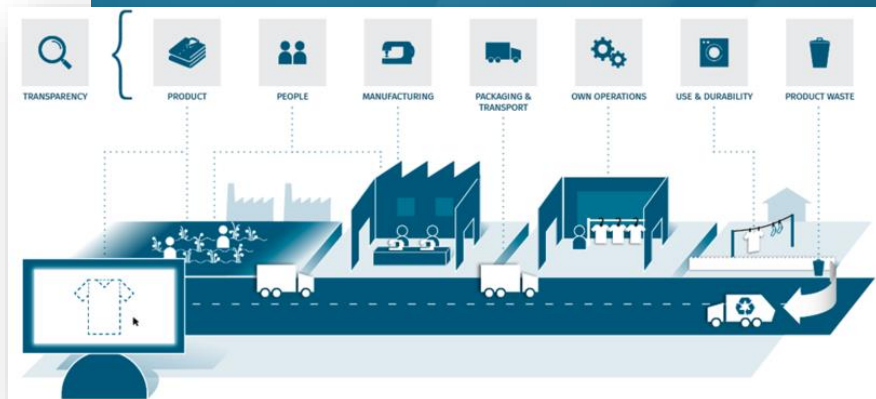 TRANSPARENCY
PRODUCT
PEOPLE
MANUFACTURING
PACKAGING &
TRANSPORT
OWN OPERATIONS
USE & DURABILITY
PRODUCT WASTE